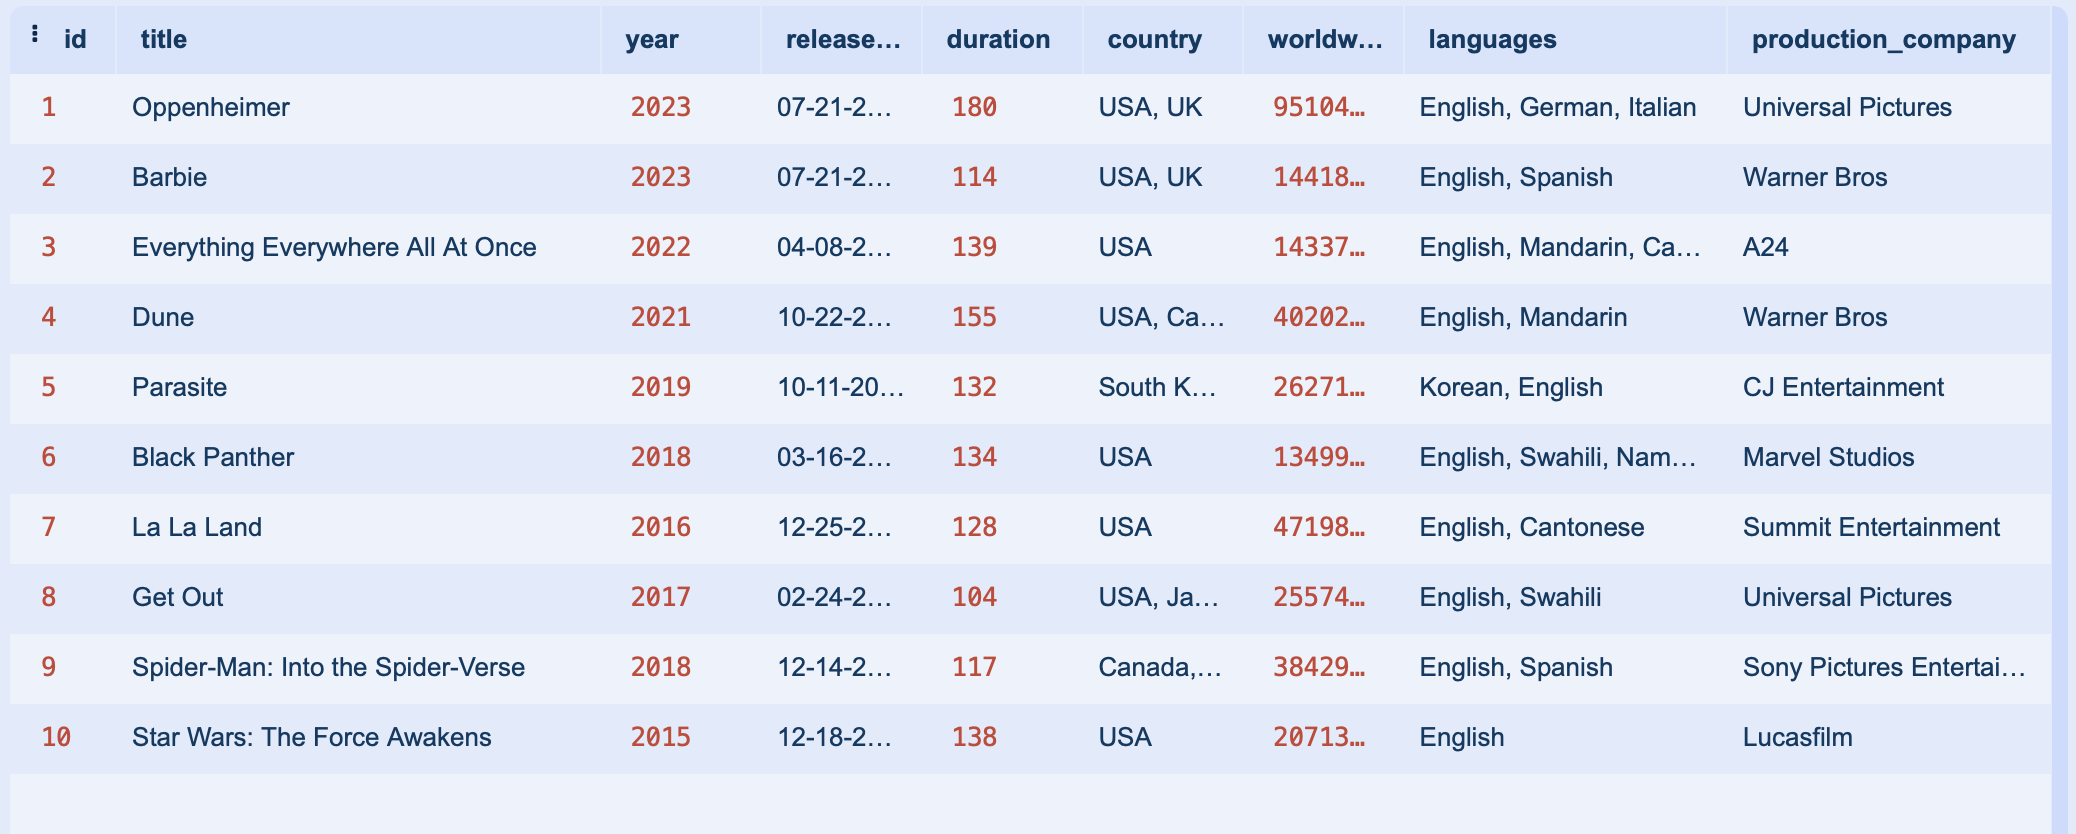 id title year release… duration country worldw… languages production_company
1 Oppenheimer 2023 07-21-2… 180 USA, UK 95104… English, German, Italian Universal Pictures
2 Barbie 2023 07-21-2… 114 USA, UK 14418… English, Spanish Warner Bros
3 Everything Everywhere All At Once 2022 04-08-2… 139 USA 14337… English, Mandarin, Ca… A24
4 Dune 2021 10-22-2… 155 USA, Ca… 40202… English, Mandarin Warner Bros
5 Parasite 2019 10-11-20… 132 South K… 26271… Korean, English CJ Entertainment
6 Black Panther 2018 03-16-2… 134 USA 13499… English, Swahili, Nam… Marvel Studios
7 La La Land 2016 12-25-2… 128 USA 47198… English, Cantonese Summit Entertainment
8 Get Out 2017 02-24-2… 104 USA, Ja… 25574… English, Swahili Universal Pictures
9 Spider-Man: Into the Spider-Verse 2018 12-14-2… 117 Canada,… 38429… English, Spanish Sony Pictures Entertai…
10 Star Wars: The Force Awakens 2015 12-18-2… 138 USA 20713… English Lucasfilm